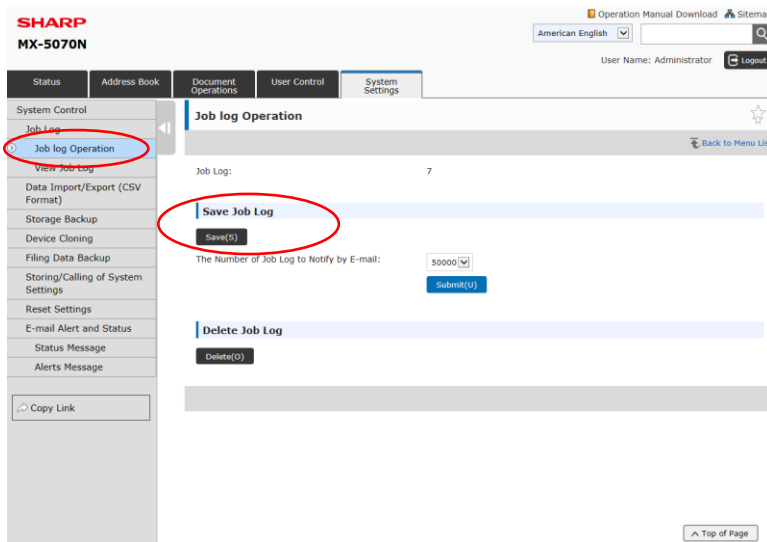 Operation Manual Download Sitema
SHARP
MX-5070N
American English
User Name: Administrator Logout
Status
Address Book
Document
Operations
User Control
System
Settings
System Control
Job Log
Job log Operation
View Job Log
Data Import/Export (CSV
Format)
Storage Backup
Device Cloning
Filing Data Backup
Storing/Calling of System
Settings
Reset Settings
E-mail Alert and Status
Status Message
Alerts Message
Copy Link
Job log Operation
Back to Menu Lis
Job Log: 7
Save Job Log
Save(S)
The Number of Job Log to Notify by E-mail: 50000
Submit(U)
Delete Job Log
Delete(O)
Top of Page